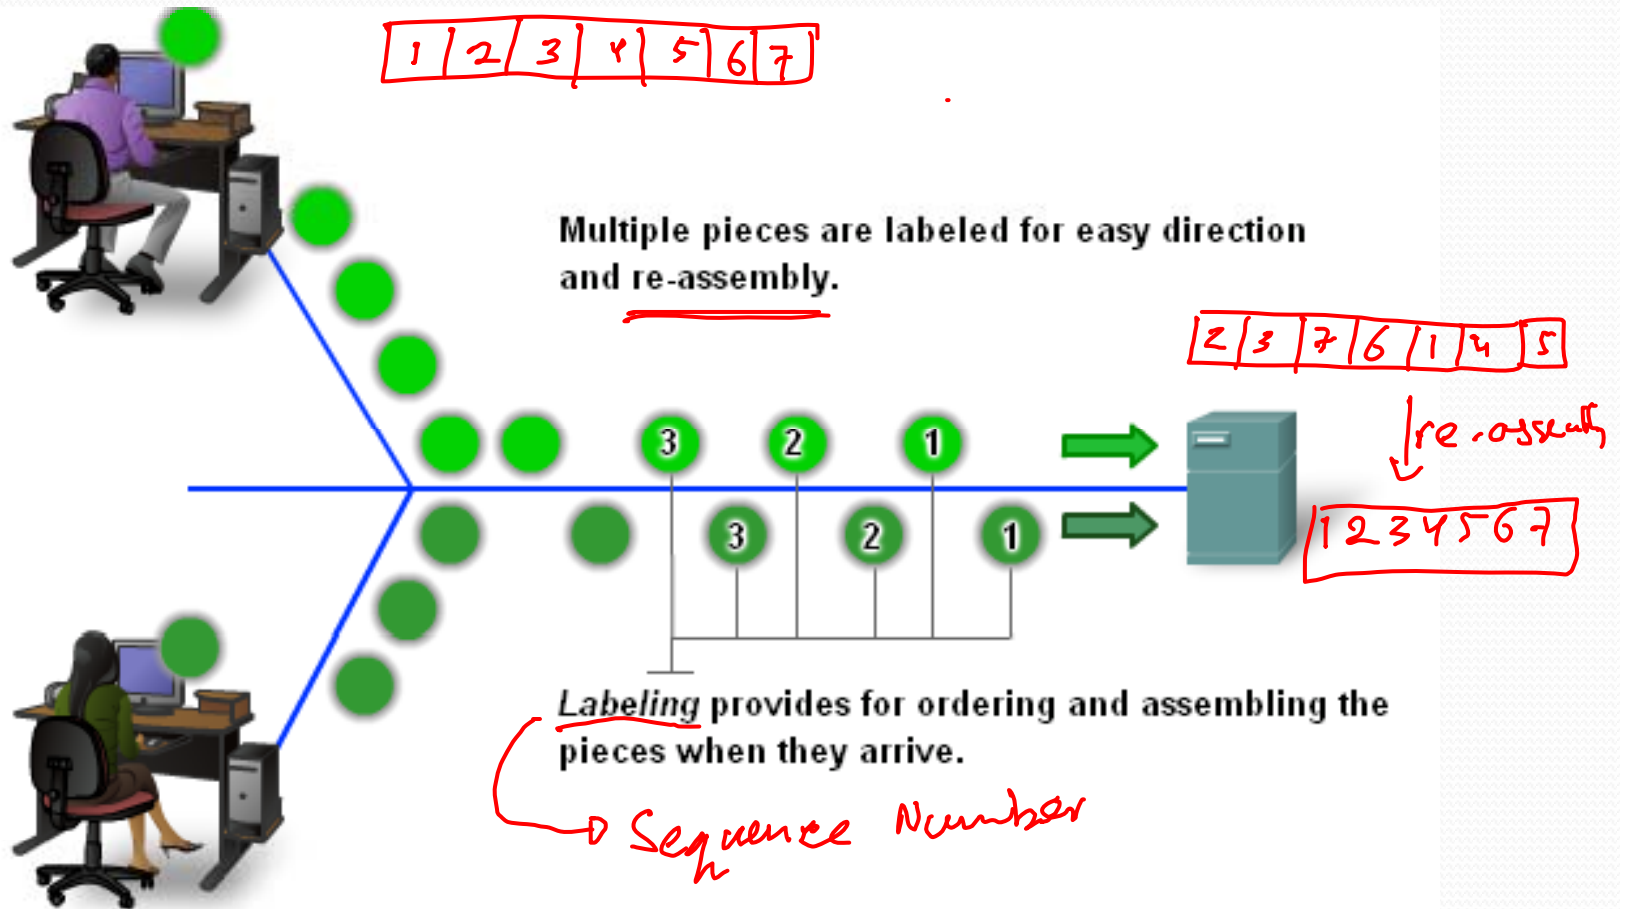 1 2 3 4 5 6 7
Multiple pieces are labeled for easy direction
and re-assembly.
2 3 7 6 1 4 5
re-assembly
3 2 1
1 2 3 4 5 6 7
3 2 1
Labeling provides for ordering and assembling the
pieces when they arrive.
Sequence Number